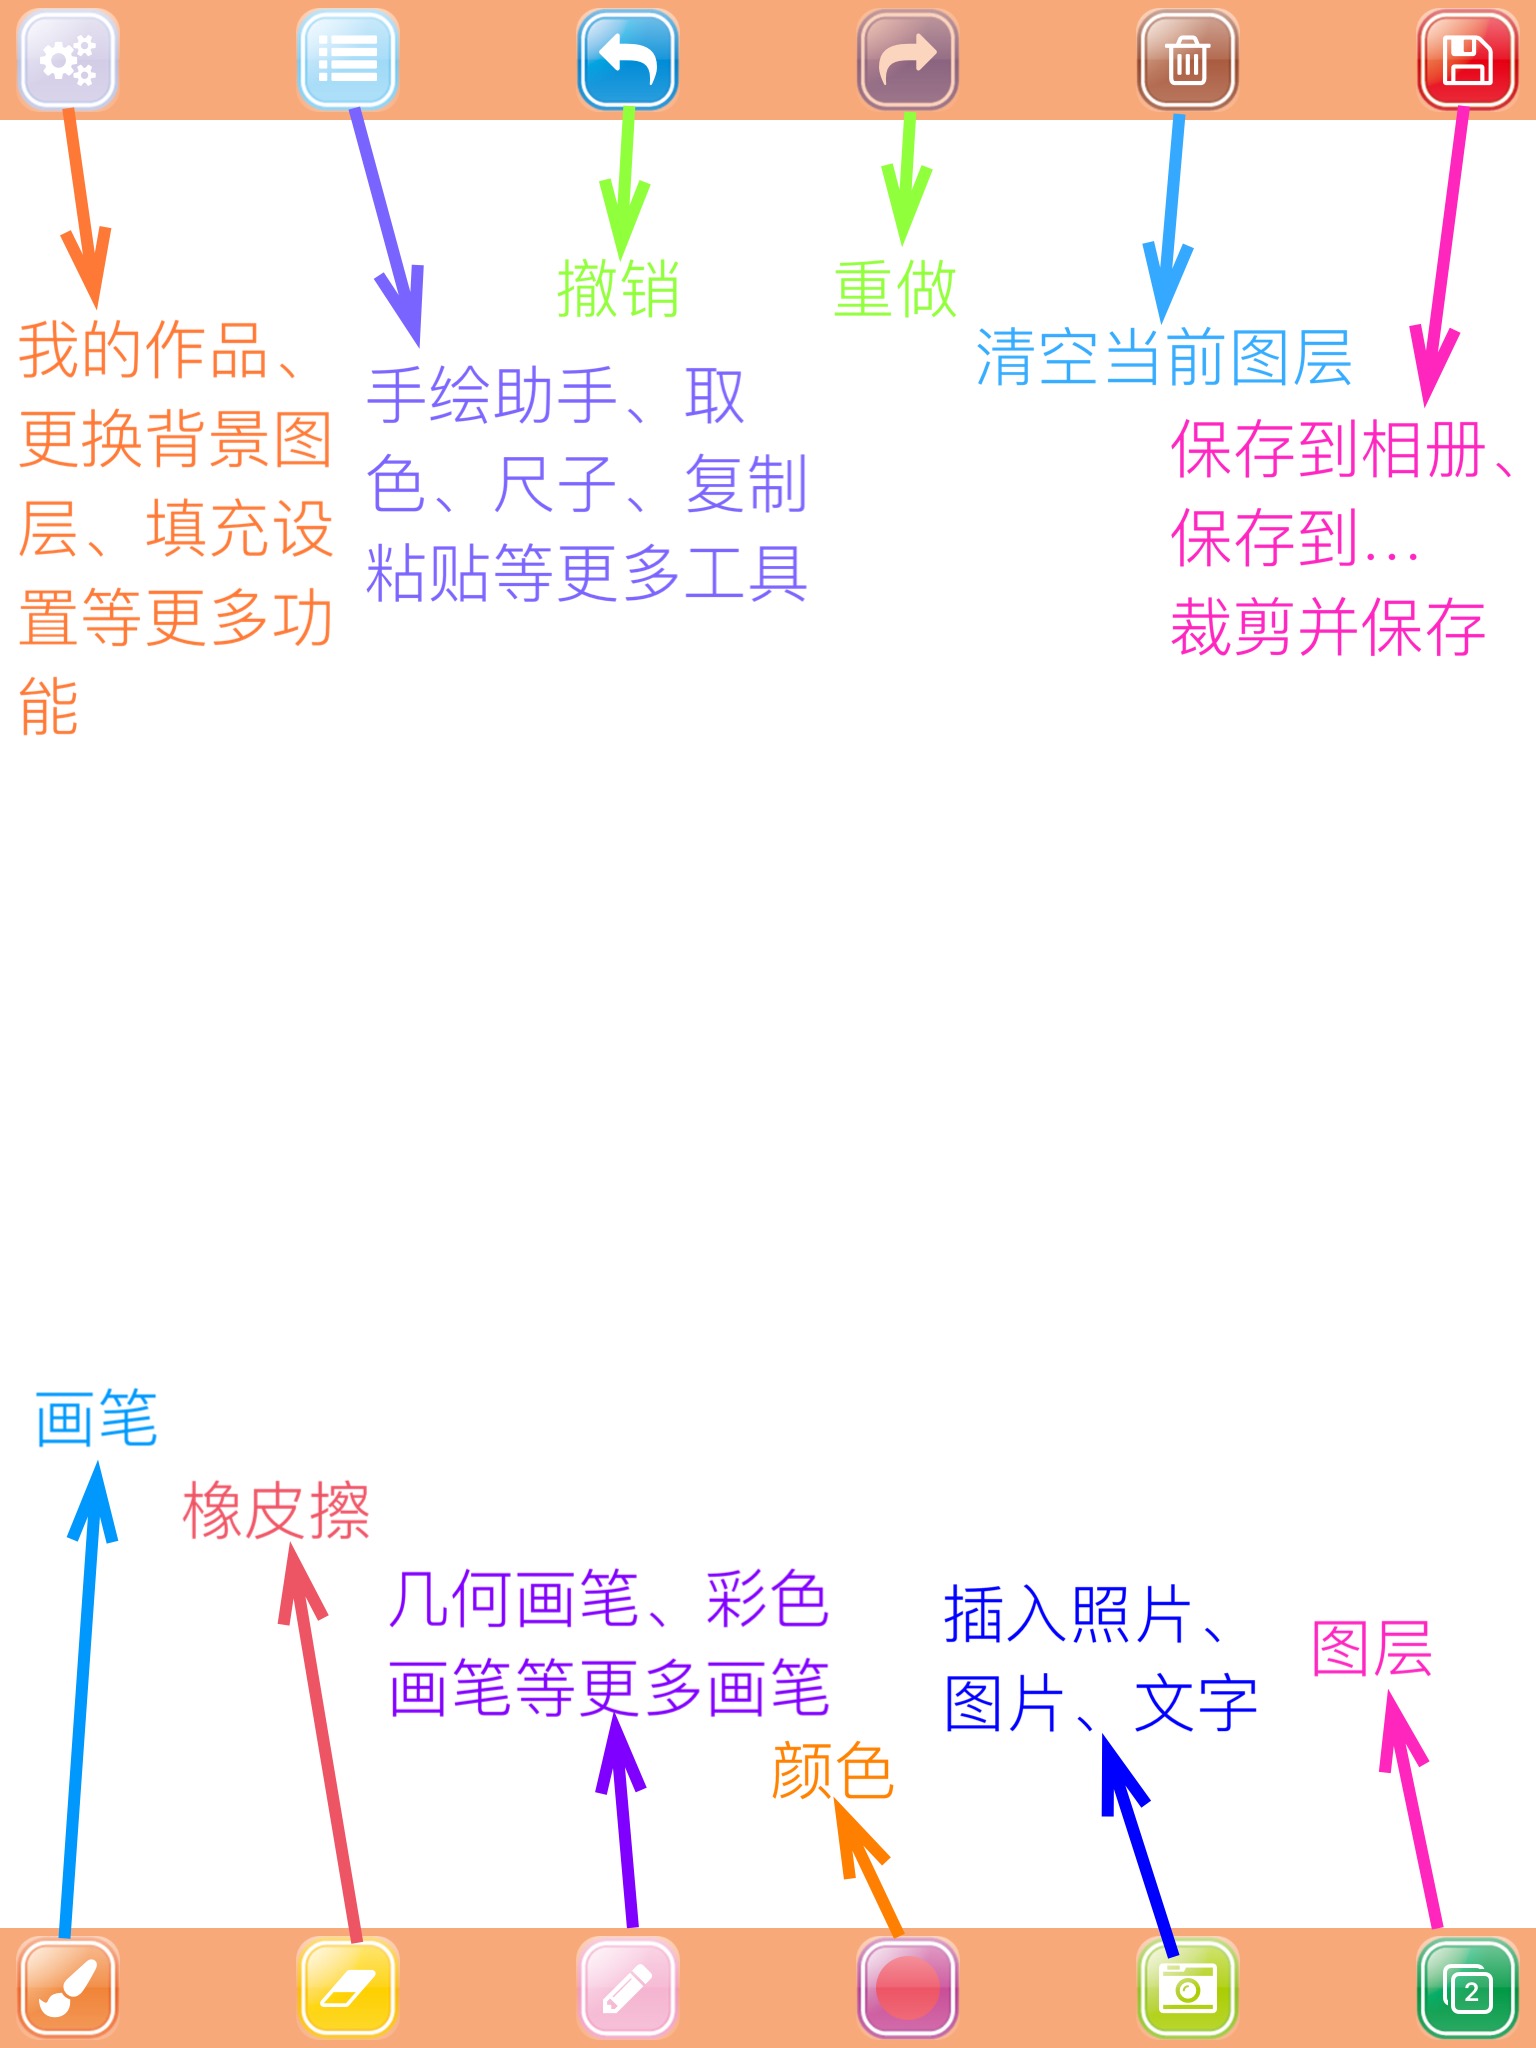 撤销
重做
我的作品、
更换背景图
层、填充设
置等更多功
能
手绘助手、取
色、尺子、复制
粘贴等更多工具
清空当前图层
保存到相册、
保存到...
裁剪并保存
画笔
橡皮擦
几何画笔、彩色
画笔等更多画笔
颜色
插入照片、
图片、文字
图层
2